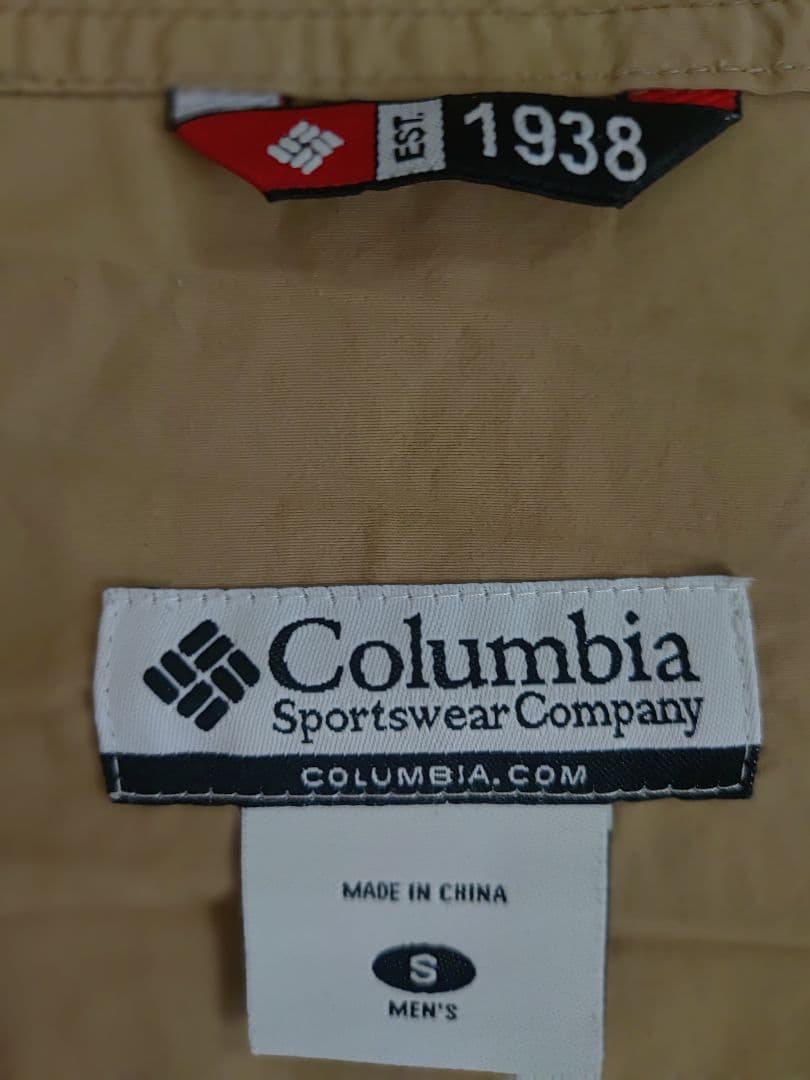 EST. 1938
Columbia
Sportswear Company
COLUMBIA.COM
MADE IN CHINA
S
MEN'S